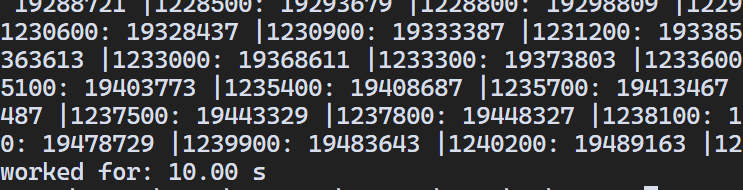 19288721 |1228500: 19293679 |1228800: 19298809 |1229
1230600: 19328437 |1230900: 19333387 |1231200: 193385
363613 |1233000: 19368611 |1233300: 19373803 |1233600
5100: 19403773 |1235400: 19408687 |1235700: 19413467
487 |1237500: 19443329 |1237800: 19448327 |1238100: 1
0: 19478729 |1239900: 19483643 |1240200: 19489163 |12
worked for: 10.00 s